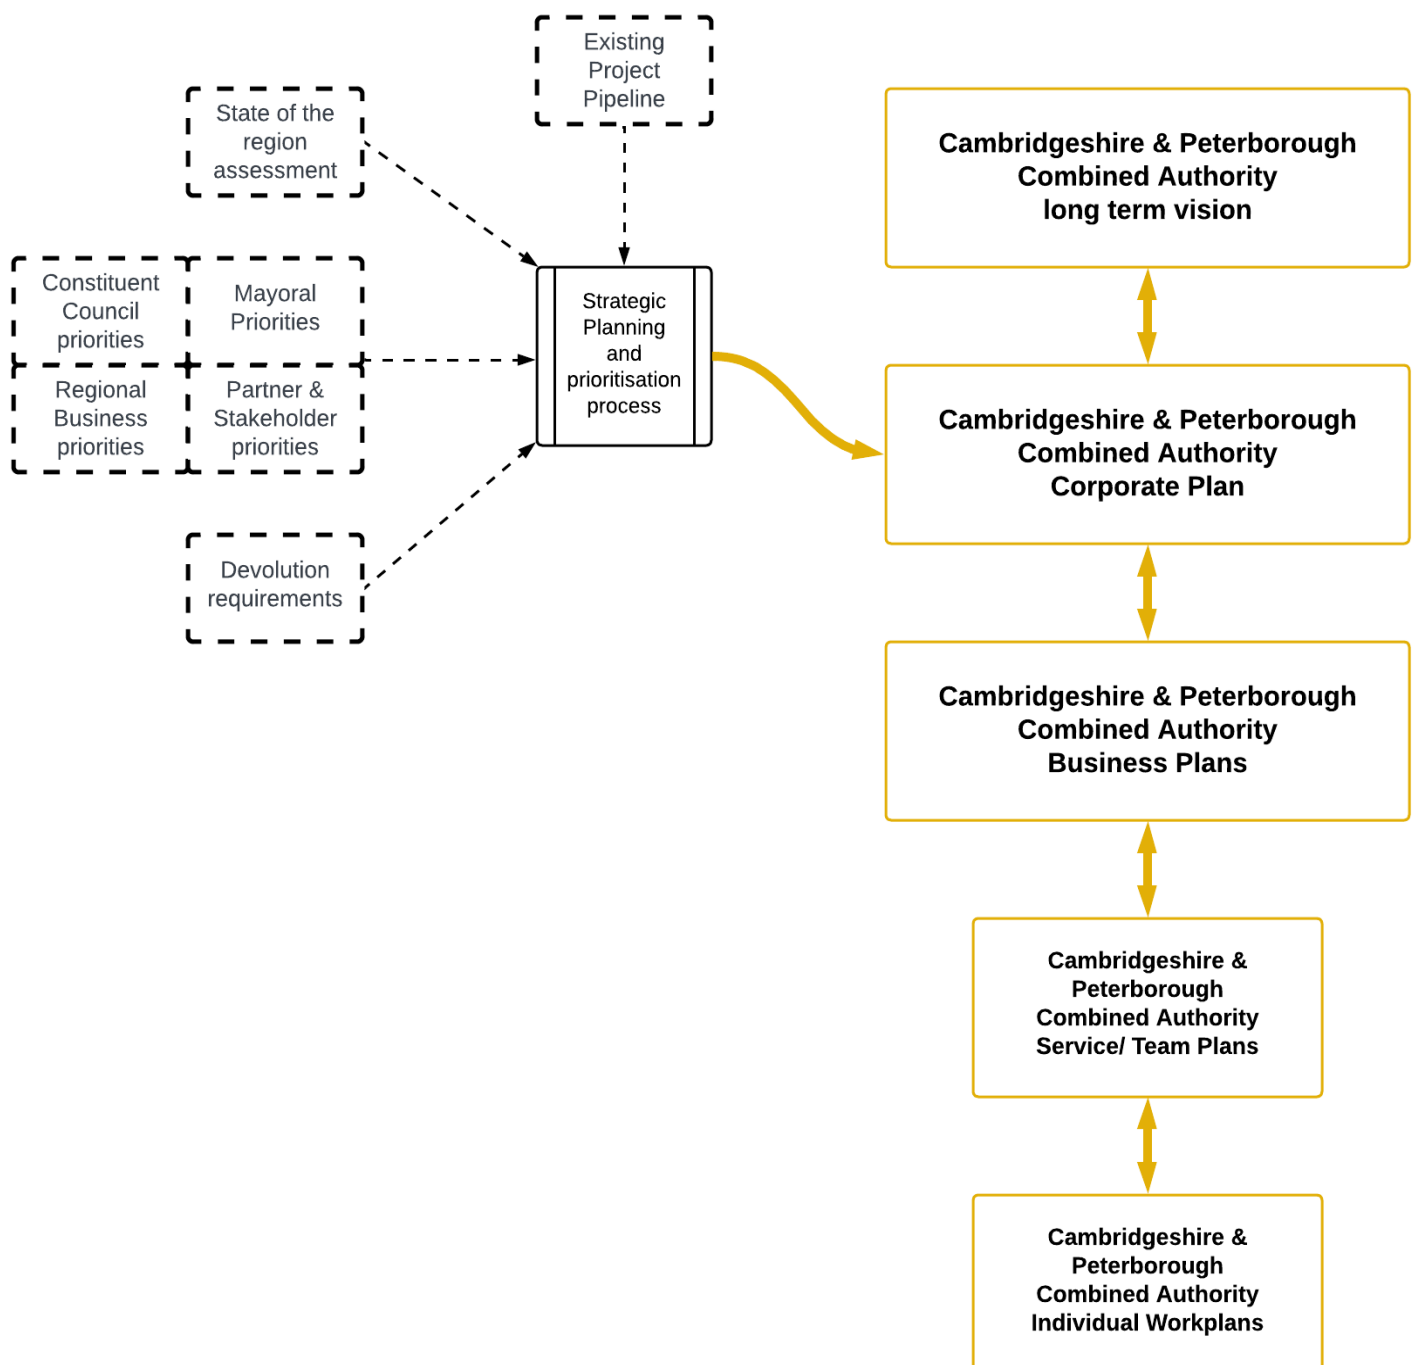 Existing
Project
Pipeline
State of the
region
assessment
Constituent
Council
priorities
Mayoral
Priorities
Regional
Business
priorities
Partner &
Stakeholder
priorities
Devolution
requirements
Strategic
Planning
and
prioritisation
process
Cambridgeshire & Peterborough
Combined Authority
long term vision
Cambridgeshire & Peterborough
Combined Authority
Corporate Plan
Cambridgeshire & Peterborough
Combined Authority
Business Plans
Cambridgeshire &
Peterborough
Combined Authority
Service/ Team Plans
Cambridgeshire &
Peterborough
Combined Authority
Individual Workplans